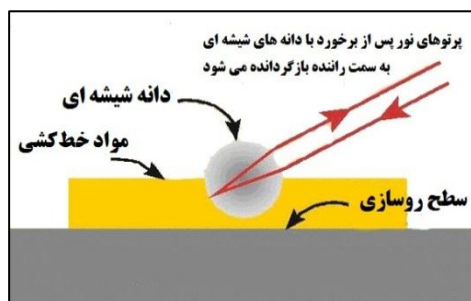 پرتوهای نور پس از برخورد با دانه های شیشه ای
به سمت راننده بازگردانده می شود
دانه شیشه ای
مواد خط‌کشی
سطح روسازی